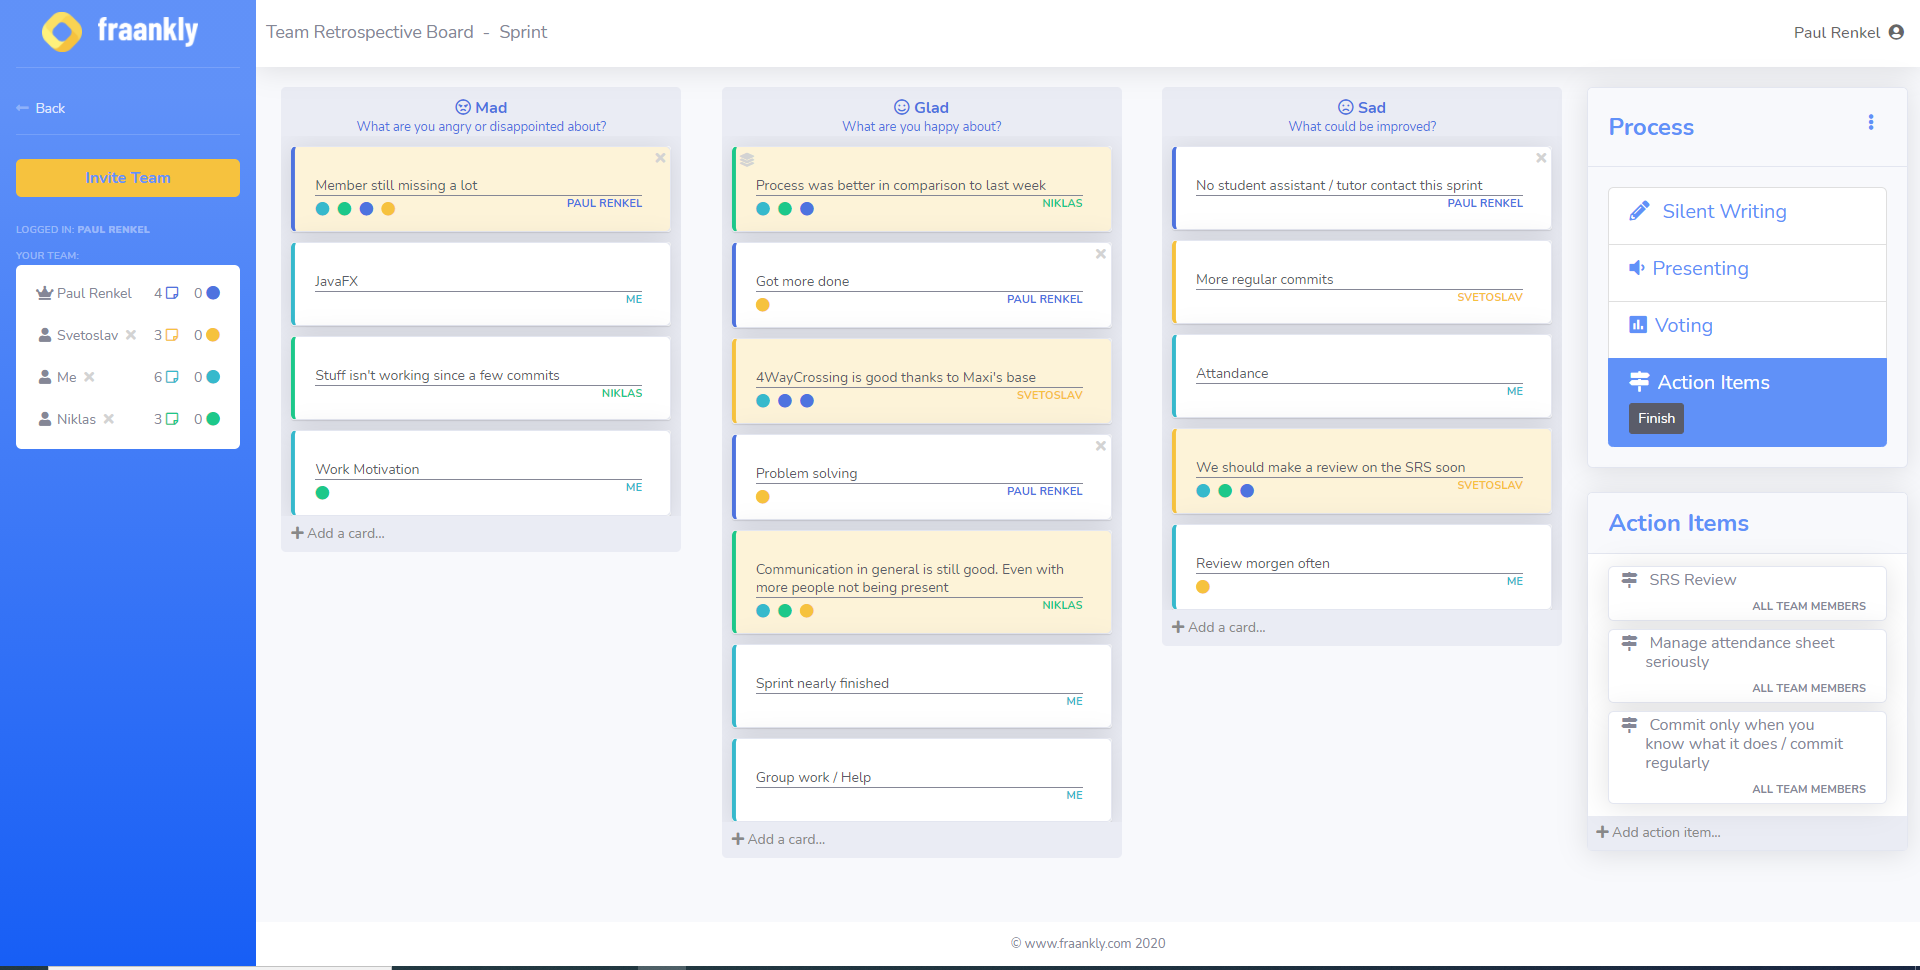 fraankly
Team Retrospective Board - Sprint
Paul Renkel
Back
Invite Team
LOGGED IN: PAUL RENKEL
YOUR TEAM:
Paul Renkel 4 0
Svetoslav 3 0
Me 6 0
Niklas 3 0
Mad
What are you angry or disappointed about?
Member still missing a lot
PAUL RENKEL
JavaFX
ME
Stuff isn't working since a few commits
NIKLAS
Work Motivation
ME
Add a card...
Glad
What are you happy about?
Process was better in comparison to last week
NIKLAS
Got more done
PAUL RENKEL
4WayCrossing is good thanks to Maxi's base
SVETOSLAV
Problem solving
PAUL RENKEL
Communication in general is still good. Even with
more people not being present
NIKLAS
Sprint nearly finished
ME
Group work / Help
ME
Add a card...
Sad
What could be improved?
No student assistant / tutor contact this sprint
PAUL RENKEL
More regular commits
SVETOSLAV
Attandance
ME
We should make a review on the SRS soon
SVETOSLAV
Review morgen often
ME
Add a card...
Process
Silent Writing
Presenting
Voting
Action Items
Finish
Action Items
SRS Review
ALL TEAM MEMBERS
Manage attendance sheet
seriously
ALL TEAM MEMBERS
Commit only when you
know what it does / commit
regularly
ALL TEAM MEMBERS
Add action item...
© www.fraankly.com 2020